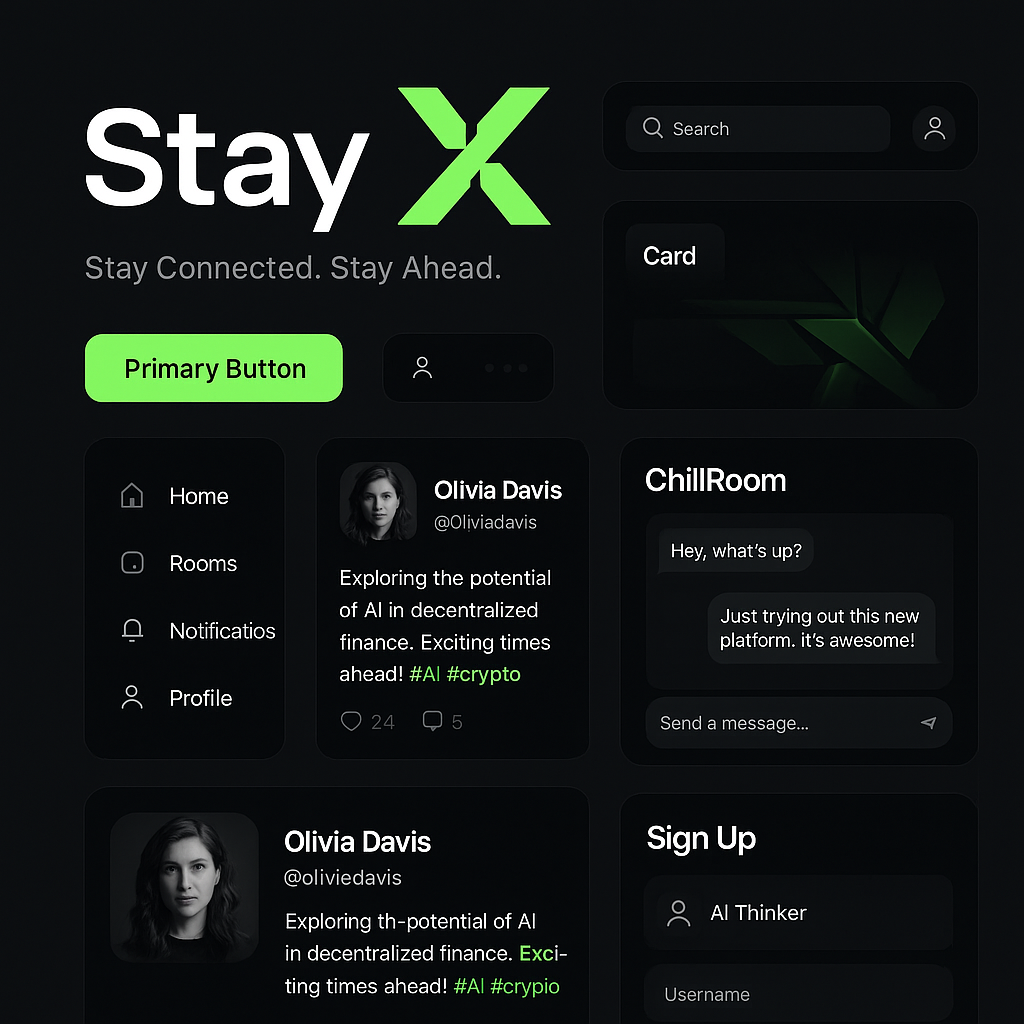 Stay X
Stay Connected. Stay Ahead.
Primary Button
Search
Card
Home
Rooms
Notificatios
Profile
Olivia Davis
@Oliviadavis
Exploring the potential
of AI in decentralized
finance. Exciting times
ahead! #AI #crypto
24 5
ChillRoom
Hey, what's up?
Just trying out this new
platform. it's awesome!
Send a message...
Olivia Davis
@oliviedavis
Exploring th-potential of AI
in decentralized finance. Exci-
ting times ahead! #AI #crypio
Sign Up
AI Thinker
Username